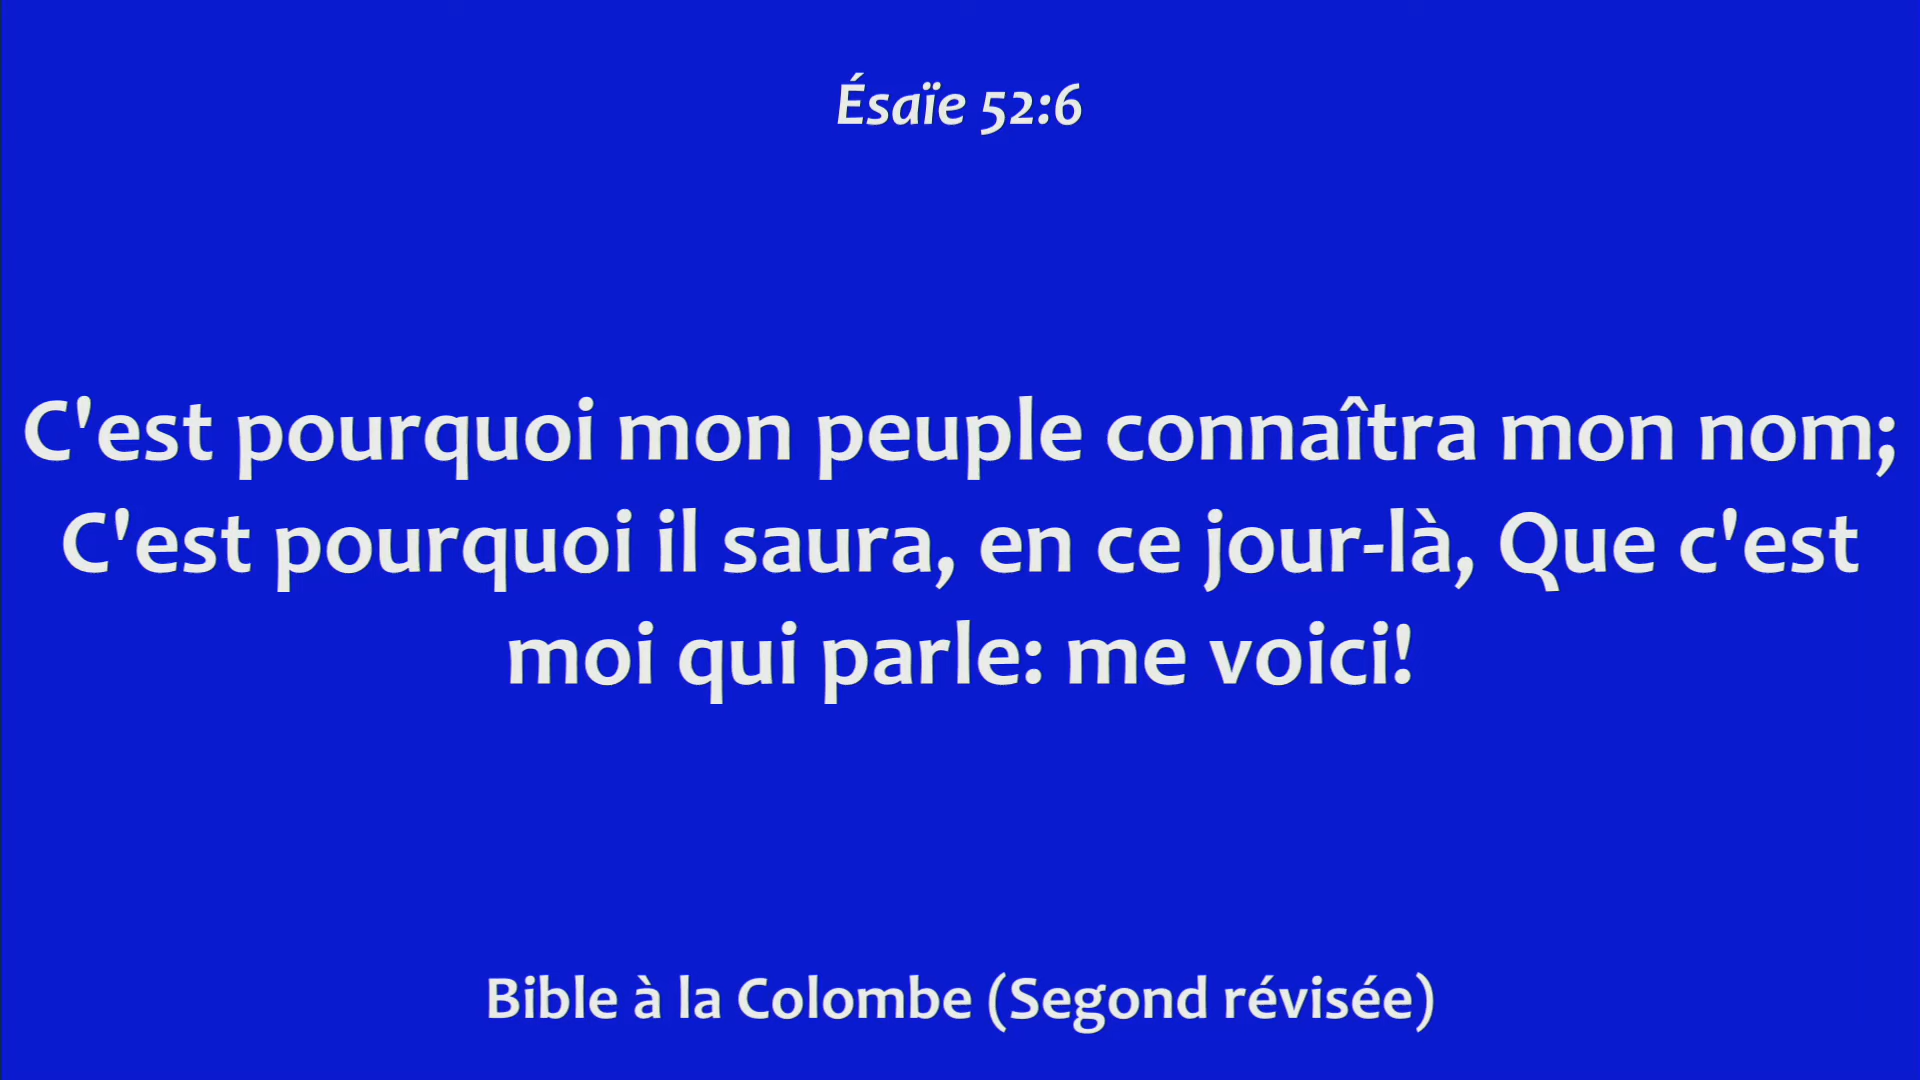 Ésaïe 52:6
C'est pourquoi mon peuple connaîtra mon nom;
C'est pourquoi il saura, en ce jour-là, Que c'est
moi qui parle: me voici!
Bible à la Colombe (Segond révisée)